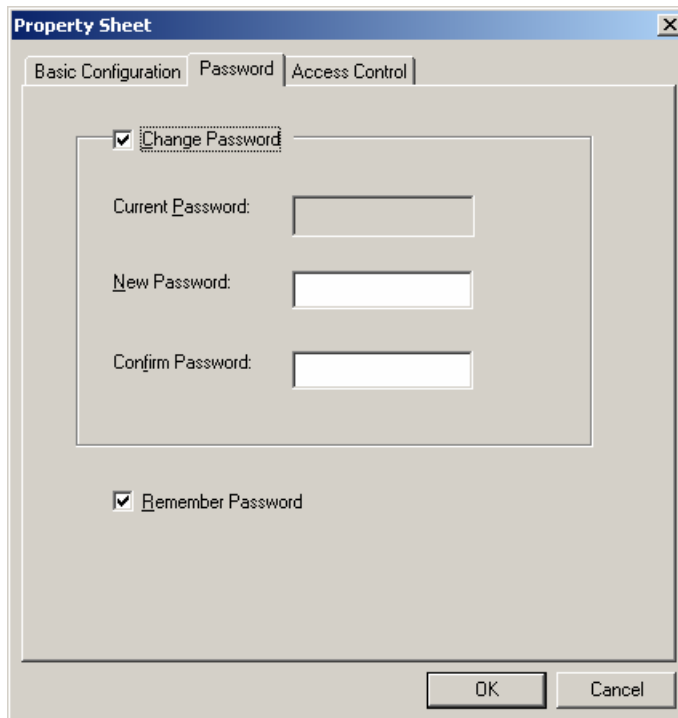 Property Sheet
Basic Configuration Password Access Control
Change Password
Current Password:
New Password:
Confirm Password:
Remember Password
OK Cancel